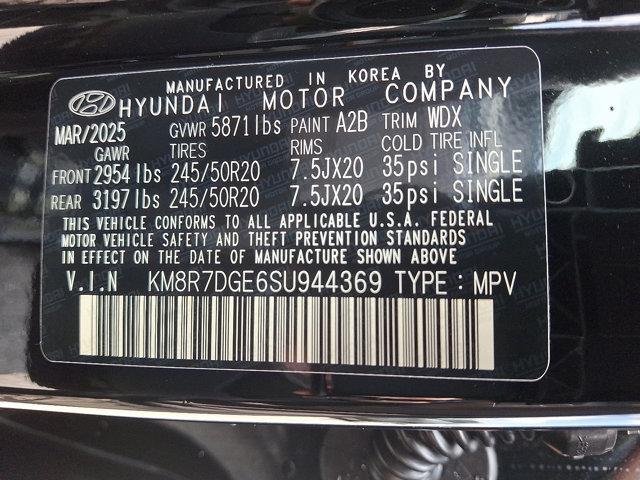 MANUFACTURED IN KOREA BY
HYUNDAI MOTOR COMPANY
MAR/2025 GVWR 5871lbs PAINT A2B TRIM WDX
GAWR TIRES RIMS COLD TIRE INFL
FRONT 2954lbs 245/50R20 7.5JX20 35psi SINGLE
REAR 3197lbs 245/50R20 7.5JX20 35psi SINGLE
THIS VEHICLE CONFORMS TO ALL APPLICABLE U.S.A. FEDERAL
MOTOR VEHICLE SAFETY AND THEFT PREVENTION STANDARDS
IN EFFECT ON THE DATE OF MANUFACTURE SHOWN ABOVE
V.I.N KM8R7DGE6SU944369 TYPE : MPV